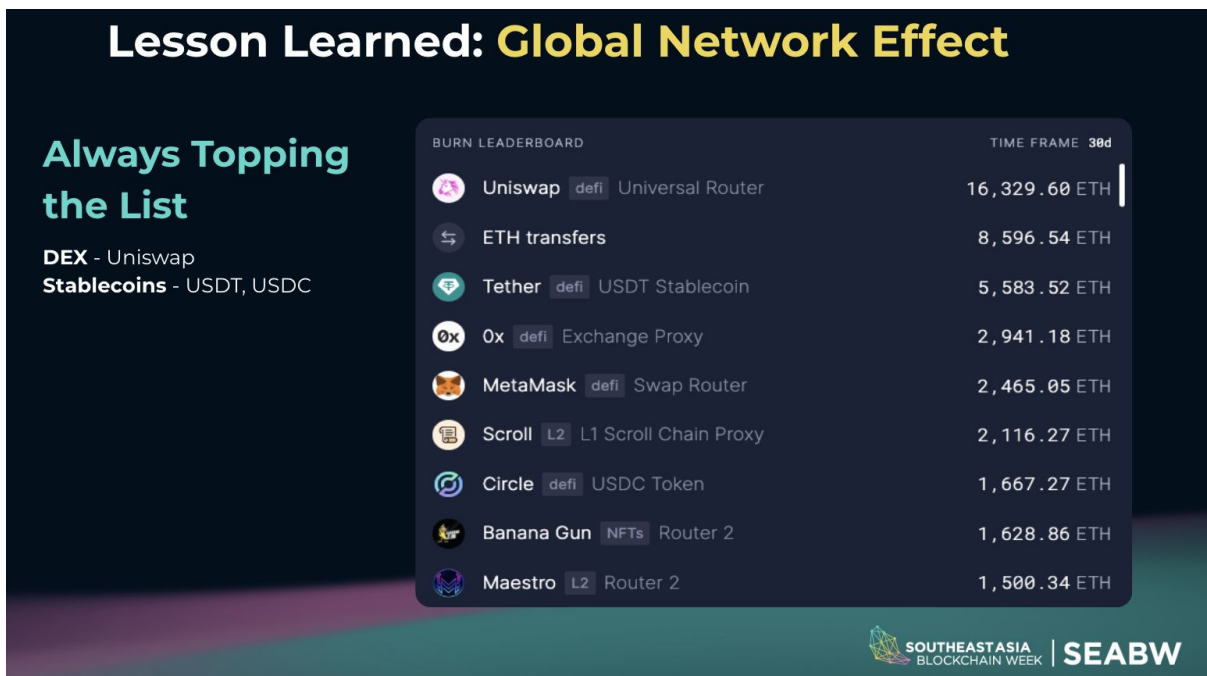 Lesson Learned: Global Network Effect
Always Topping
the List
DEX - Uniswap
Stablecoins - USDT, USDC
BURN LEADERBOARD TIME FRAME 30d
Uniswap defi Universal Router 16,329.60 ETH
ETH transfers 8,596.54 ETH
Tether defi USDT Stablecoin 5,583.52 ETH
0x 0x defi Exchange Proxy 2,941.18 ETH
MetaMask defi Swap Router 2,465.05 ETH
Scroll L2 L1 Scroll Chain Proxy 2,116.27 ETH
Circle defi USDC Token 1,667.27 ETH
Banana Gun NFTs Router 2 1,628.86 ETH
Maestro L2 Router 2 1,500.34 ETH
SOUTHEAST ASIA
BLOCKCHAIN WEEK | SEABW